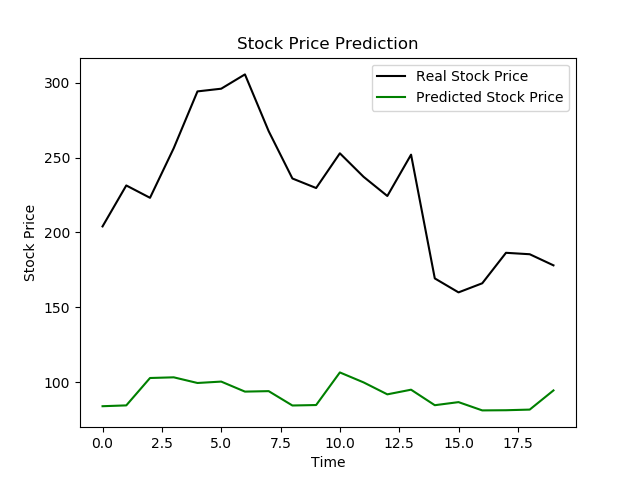 Stock Price Prediction
Real Stock Price
Predicted Stock Price
Stock Price
300
250
200
150
100
0.0 2.5 5.0 7.5 10.0 12.5 15.0 17.5
Time